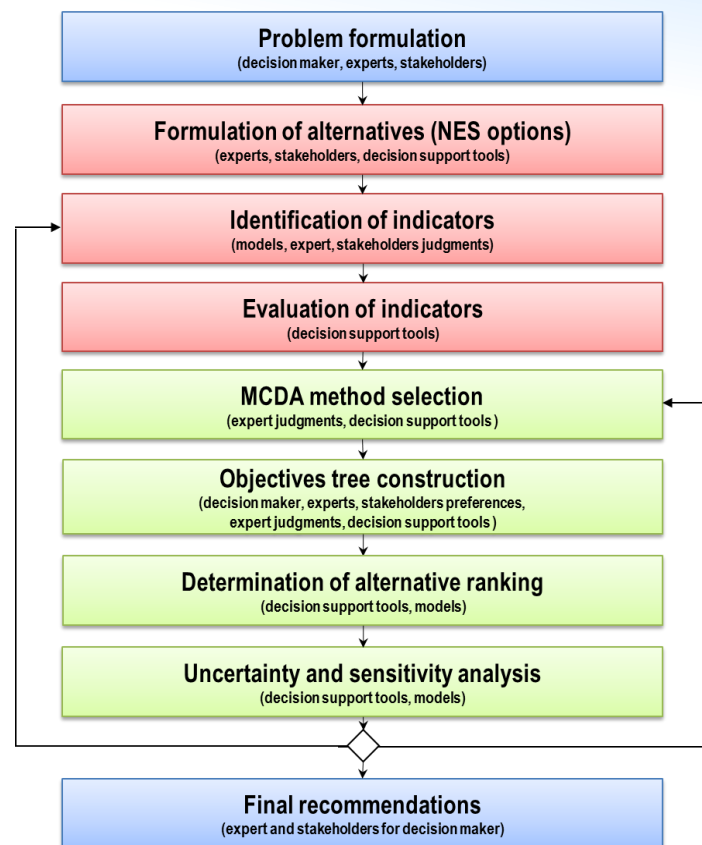 Problem formulation
(decision maker, experts, stakeholders)
Formulation of alternatives (NES options)
(experts, stakeholders, decision support tools)
Identification of indicators
(models, expert, stakeholders judgments)
Evaluation of indicators
(decision support tools)
MCDA method selection
(expert judgments, decision support tools )
Objectives tree construction
(decision maker, experts, stakeholders preferences,
expert judgments, decision support tools )
Determination of alternative ranking
(decision support tools, models)
Uncertainty and sensitivity analysis
(decision support tools, models)
Final recommendations
(expert and stakeholders for decision maker)